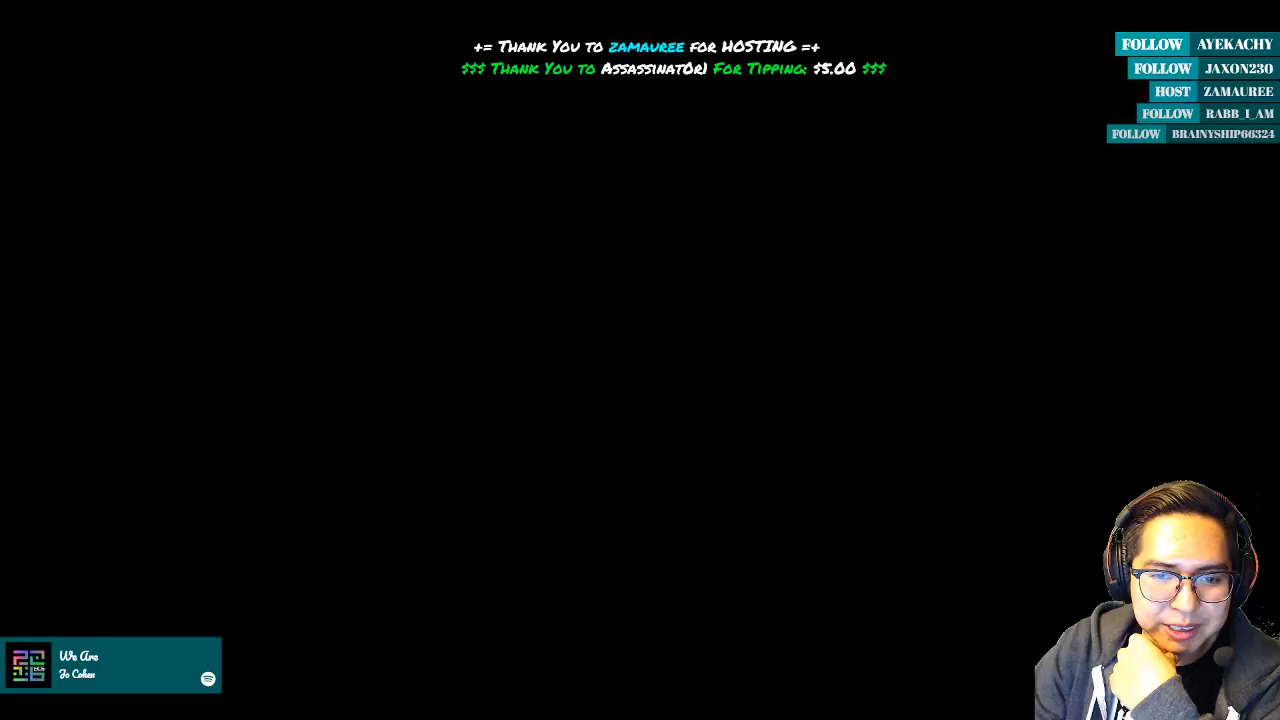 += Thank You to zamauree for HOSTING =+
$$$ Thank You to Assassinat0r1 For Tipping: $5.00 $$$
FOLLOW AYEKACHY
FOLLOW JAXON230
HOST ZAMAUREE
FOLLOW RABB_I_AM
FOLLOW BRAINYSHIP66324
We Are
Jo Cohen